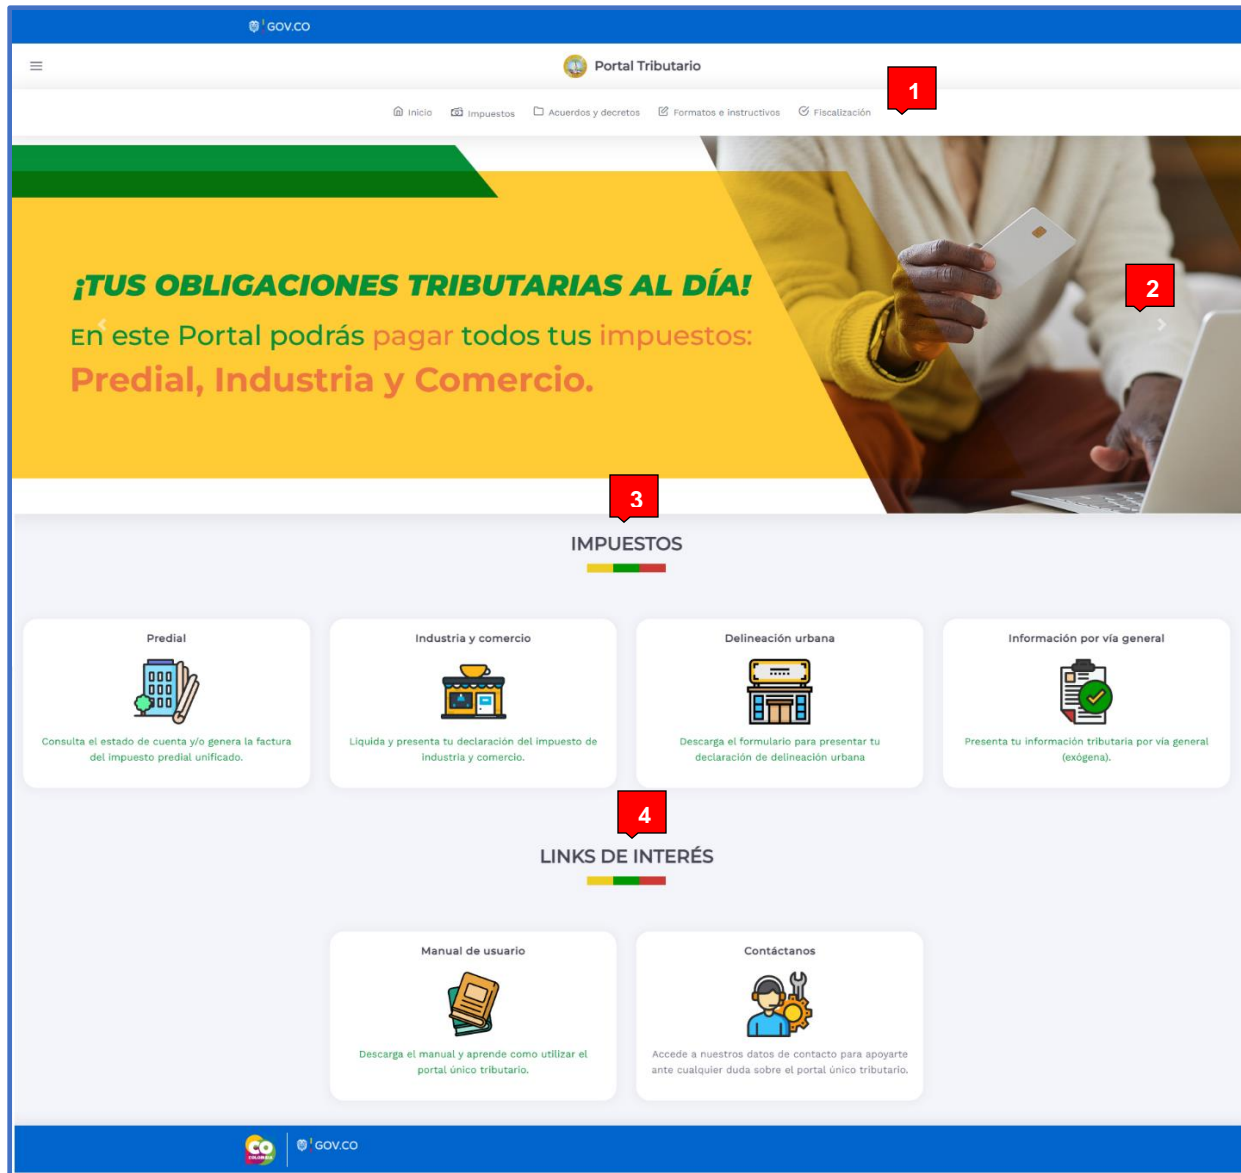 GOV.CO
Portal Tributario
1
Inicio Impuestos Acuerdos y decretos Formatos e instructivos Fiscalización
¡TUS OBLIGACIONES TRIBUTARIAS AL DÍA!
2
En este Portal podrás pagar todos tus impuestos:
Predial, Industria y Comercio.
3
IMPUESTOS
Predial
Consulta el estado de cuenta y/o genera la factura
del impuesto predial unificado.
Industria y comercio
Liquida y presenta tu declaración del impuesto de
industria y comercio.
Delineación urbana
Descarga el formulario para presentar tu
declaración de delineación urbana
Información por vía general
Presenta tu información tributaria por vía general
(exógena).
4
LINKS DE INTERÉS
Manual de usuario
Descarga el manual y aprende como utilizar el
portal único tributario.
Contáctanos
Accede a nuestros datos de contacto para apoyarte
ante cualquier duda sobre el portal único tributario.
CO
COLOMBIA
GOV.CO